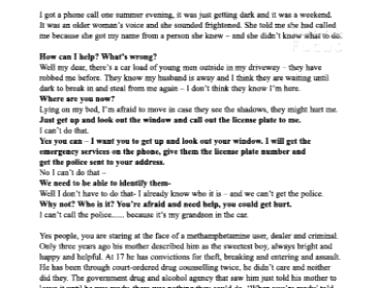 I got a phone call one summer evening, it was just getting dark and it was a weekend.
It was an older woman's voice and she sounded frightened. She told me she had called
me because she got my name from a person she knew – and she didn't know what to do.
How can I help? What's wrong?
Well my dear, there's a car load of young men outside in my driveway – they have
robbed me before. They know my husband is away and I think they are waiting until
dark to break in and steal from me again – I don't think they know I'm here.
Where are you now?
Lying on my bed, I'm afraid to move in case they see the shadows, they might hurt me.
Just get up and look out the window and call out the license plate to me.
I can't do that.
Yes you can – I want you to get up and look out your window. I will get the
emergency services on the phone, give them the license plate number and
get the police sent to your address.
No I can't do that –
We need to be able to identify them-
Well I don't have to do that- I already know who it is – and we can't get the police.
Why not? Who is it? You're afraid and need help, you could get hurt.
I can't call the police...... because it's my grandson in the car.
Yes people, you are staring at the face of a methamphetamine user, dealer and criminal.
Only three years ago his mother described him as the sweetest boy, always bright and
happy and helpful. At 17 he has convictions for theft, breaking and entering and assault.
He has been through court-ordered drug counselling twice, he didn't care and neither
did they. The government drug and alcohol agency that saw him just told his mother to